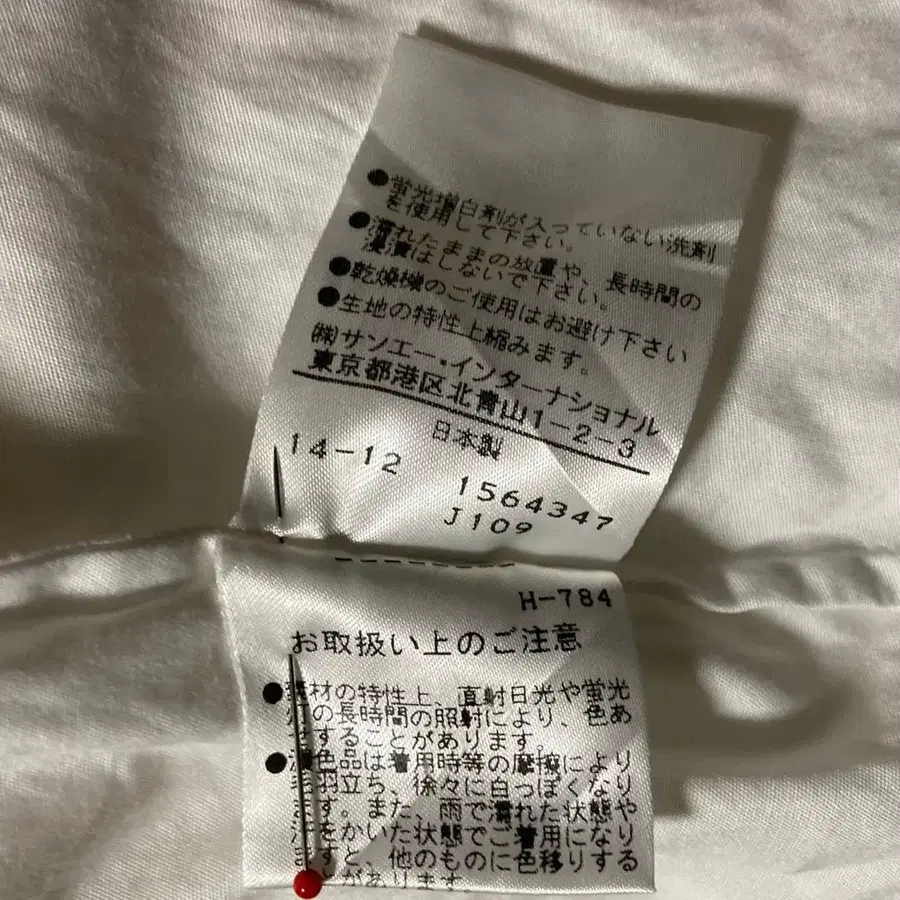 ●蛍光増白剤が入っていない洗剤
を使用して下さい。
●濡れたままの放置や、長時間の
浸漬はしないで下さい。
●乾燥機のご使用はお避け下さい
●生地の特性上縮みます。
㈱サンエー・インターナショナル
東京都港区北青山1-2-3
日本製
14-12
1564347
J109
H-784
お取扱い上のご注意
●素材の特性上、直射日光や蛍光
灯の長時間の照射により、色あ
せすることがあります。
●濃色品は着用時等の摩擦により
毛羽立ち、徐々に白っぽくなり
ます。また、雨で濡れた状態や
汗をかいた状態でご着用になり
ますと、他のものに色移りする
ことがあります。